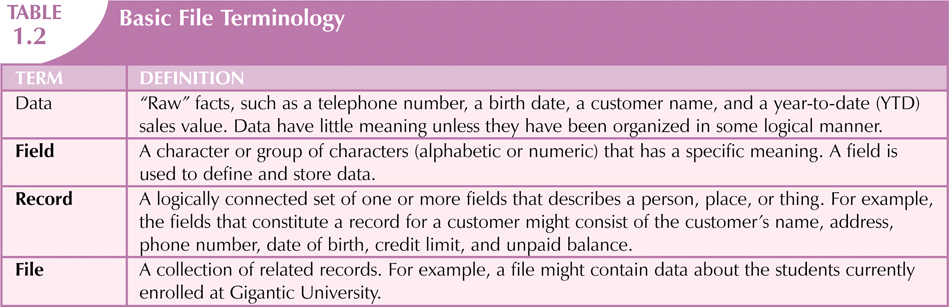 TABLE
1.2
Basic File Terminology
TERM DEFINITION
Data “Raw” facts, such as a telephone number, a birth date, a customer name, and a year-to-date (YTD)
sales value. Data have little meaning unless they have been organized in some logical manner.
Field A character or group of characters (alphabetic or numeric) that has a specific meaning. A field is
used to define and store data.
Record A logically connected set of one or more fields that describes a person, place, or thing. For example,
the fields that constitute a record for a customer might consist of the customer’s name, address,
phone number, date of birth, credit limit, and unpaid balance.
File A collection of related records. For example, a file might contain data about the students currently
enrolled at Gigantic University.